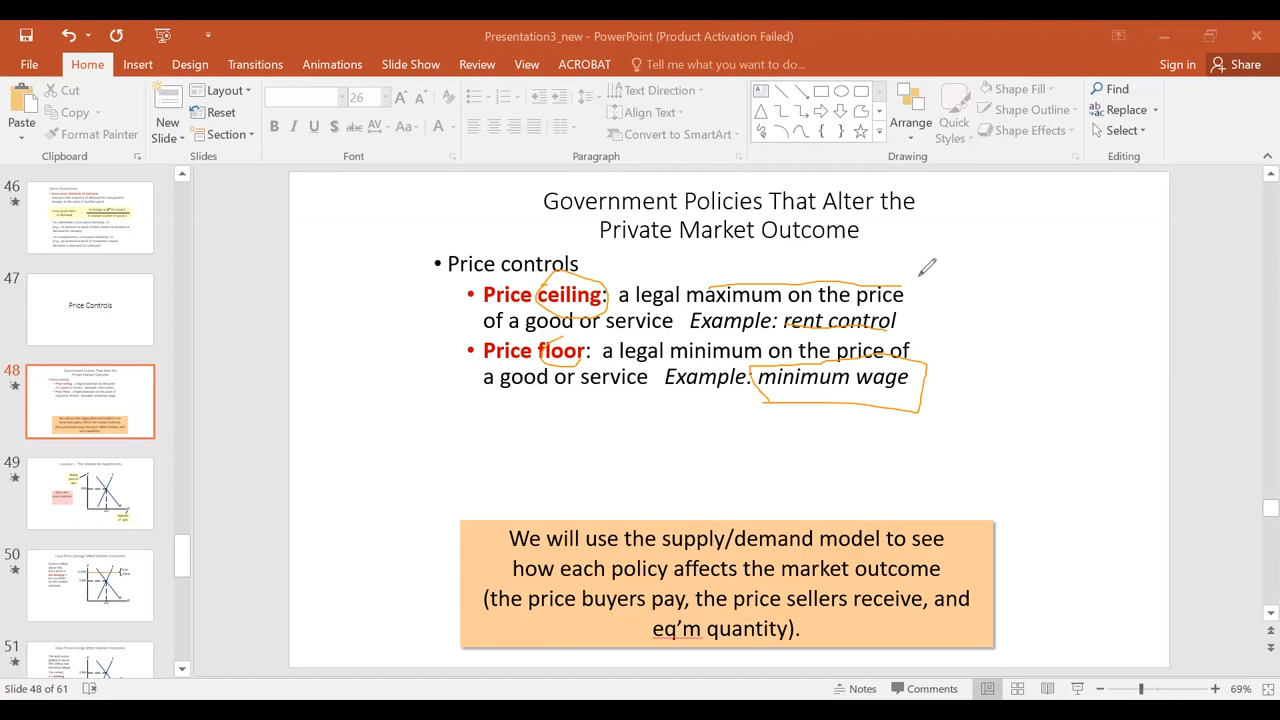 Presentation3_new - PowerPoint (Product Activation Failed)
File Home Insert Design Transitions Animations Slide Show Review View ACROBAT Tell me what you want to do... Sign in Share
Paste
Cut
Copy
Format Painter
Clipboard
New Slide
Layout
Reset
Section
Slides
26
Font
Text Direction
Align Text
Convert to SmartArt
Paragraph
Arrange
Quick Styles
Shape Fill
Shape Outline
Shape Effects
Drawing
Find
Replace
Select
Editing
46
47
Price Controls
48
49
50
51
Government Policies That Alter the
Private Market Outcome
• Price controls
• Price ceiling: a legal maximum on the price
of a good or service Example: rent control
• Price floor: a legal minimum on the price of
a good or service Example: minimum wage
We will use the supply/demand model to see
how each policy affects the market outcome
(the price buyers pay, the price sellers receive, and
eq’m quantity).
Slide 48 of 61 Notes Comments 69%